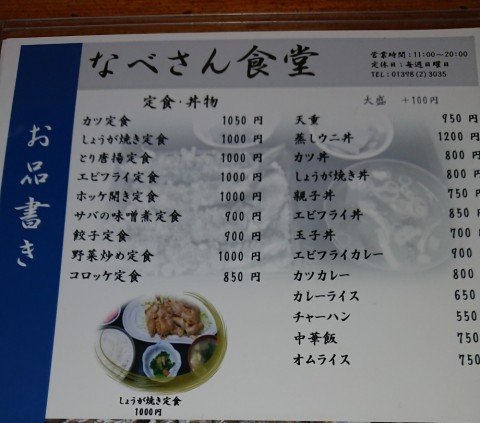 なべさん食堂
営業時間：11:00～20:00
定休日：毎週日曜日
TEL：01398(2)3035
お品書き
定食・丼物
大盛 +100円
カツ定食 1050 円
しょうが焼き定食 1000 円
とり唐揚定食 1000 円
エビフライ定食 1000 円
ホッケ開き定食 1000 円
サバの味噌煮定食 900 円
餃子定食 900 円
野菜炒め定食 1000 円
コロッケ定食 850 円
天重 950 円
蒸しウニ丼 1200 円
カツ丼 800 円
しょうが焼き丼 800 円
親子丼 750 円
エビフライ丼 850 円
玉子丼 700
エビフライカレー 900
カツカレー 800
カレーライス 650
チャーハン 550
中華飯 750
オムライス 750
しょうが焼き定食
1000円